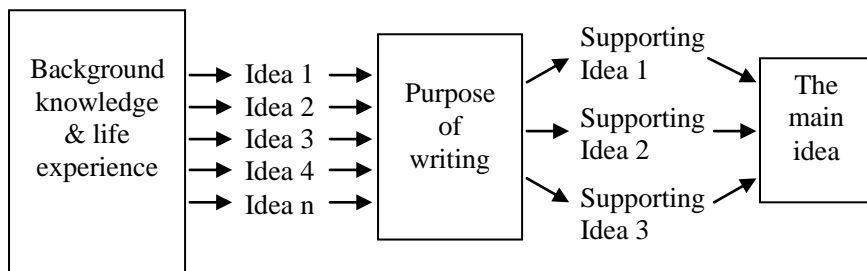 Background
knowledge
& life
experience
Idea 1
Idea 2
Idea 3
Idea 4
Idea n
Purpose
of
writing
Supporting
Idea 1
Supporting
Idea 2
Supporting
Idea 3
The
main
idea